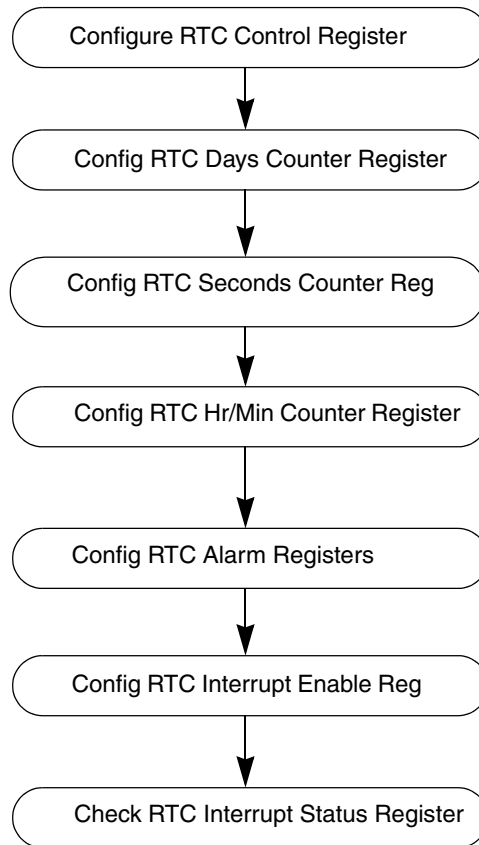 Configure RTC Control Register
Config RTC Days Counter Register
Config RTC Seconds Counter Reg
Config RTC Hr/Min Counter Register
Config RTC Alarm Registers
Config RTC Interrupt Enable Reg
Check RTC Interrupt Status Register